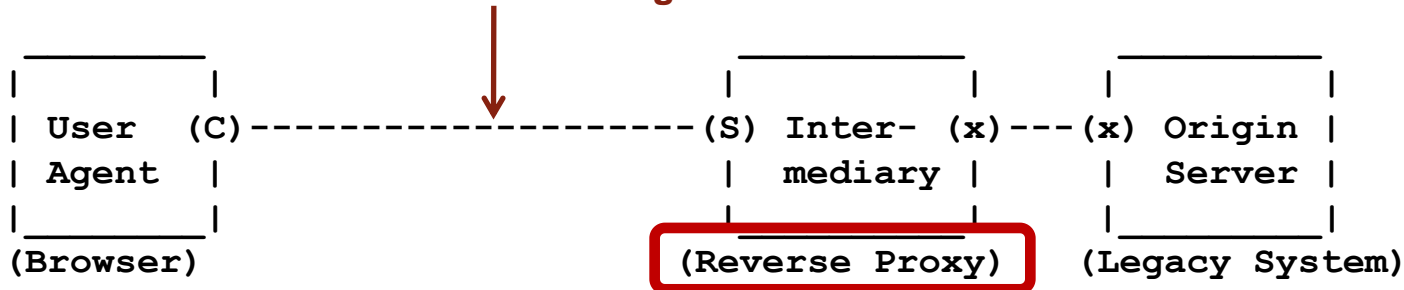 User (C)--------------------(S) Inter- (x)---(x) Origin
Agent mediary Server
(Browser) (Reverse Proxy) (Legacy System)